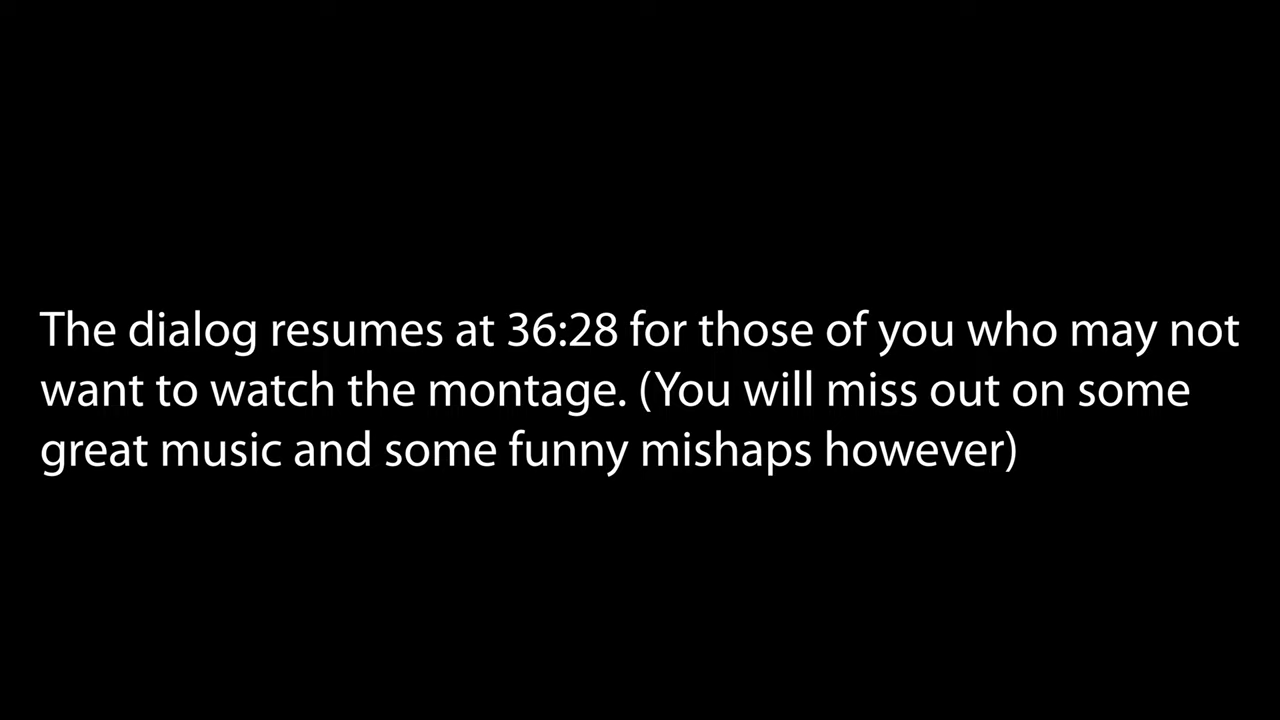 The dialog resumes at 36:28 for those of you who may not
want to watch the montage. (You will miss out on some
great music and some funny mishaps however)